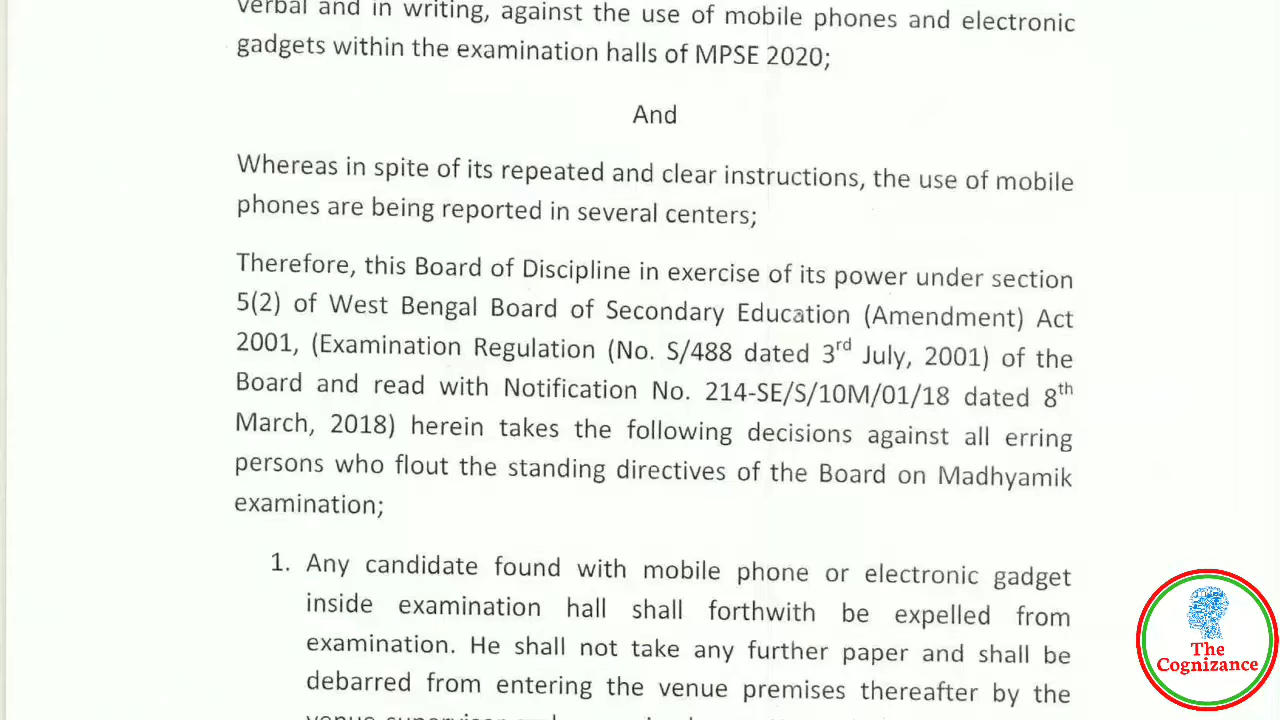 verbal and in writing, against the use of mobile phones and electronic
gadgets within the examination halls of MPSE 2020;
And
Whereas in spite of its repeated and clear instructions, the use of mobile
phones are being reported in several centers;
Therefore, this Board of Discipline in exercise of its power under section
5(2) of West Bengal Board of Secondary Education (Amendment) Act
2001, (Examination Regulation (No. S/488 dated 3rd July, 2001) of the
Board and read with Notification No. 214-SE/S/10M/01/18 dated 8th
March, 2018) herein takes the following decisions against all erring
persons who flout the standing directives of the Board on Madhyamik
examination;
1. Any candidate found with mobile phone or electronic gadget
inside examination hall shall forthwith be expelled from
examination. He shall not take any further paper and shall be
debarred from entering the venue premises thereafter by the
venue supervisor
The
Cognizance